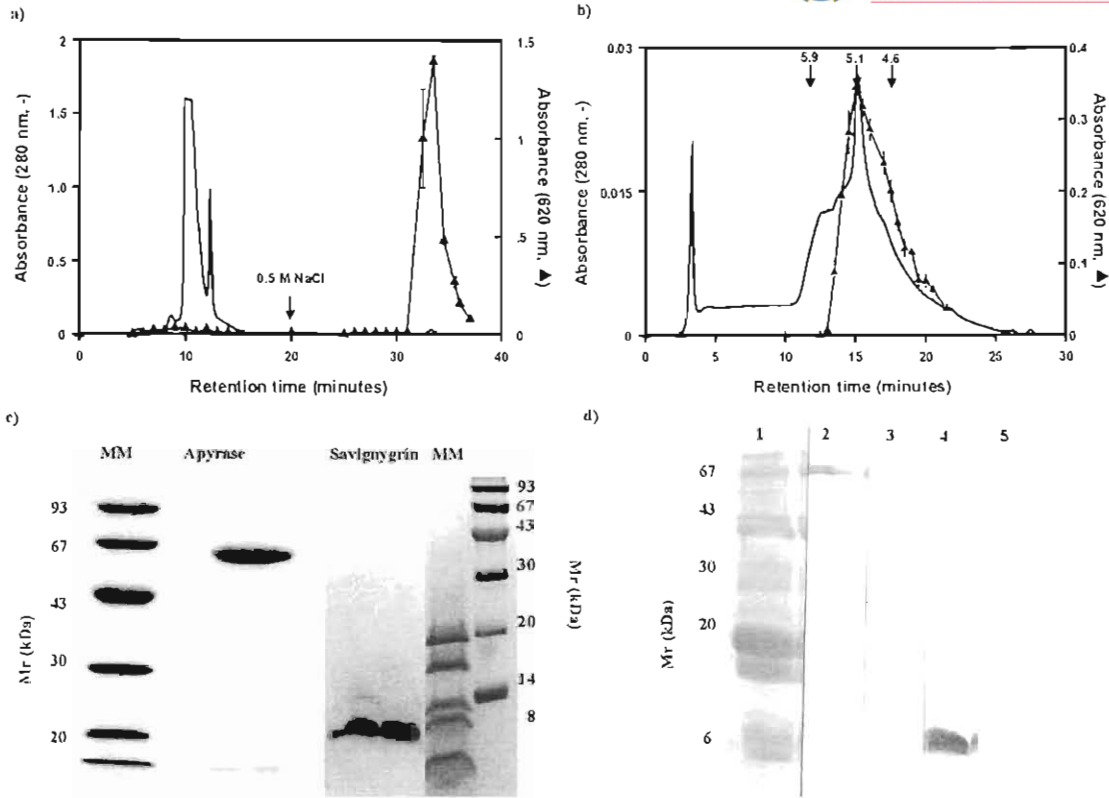 a)
2
1.5
1.0
0.5
0
Absorbance (280 nm, -)
1.5
1
.5
0
Absorbance (620 nm, ▲)
0.5 M NaCl
0 10 20 30 40
Retention time (minutes)
b)
0.03
0.015
0
Absorbance (280 nm, -)
5.9 5.1 4.6
0.4
0.3
0.2
0.1
0
Absorbance (620 nm, ▲)
0 5 10 15 20 25 30
Retention time (minutes)
c)
MM Apyrase Savignygrin MM
93
67
43
30
20
Mr (kDa)
93
67
43
30
20
14
8
Mr (kDa)
d)
1 2 3 4 5
67
43
30
20
6
Mr (kDa)